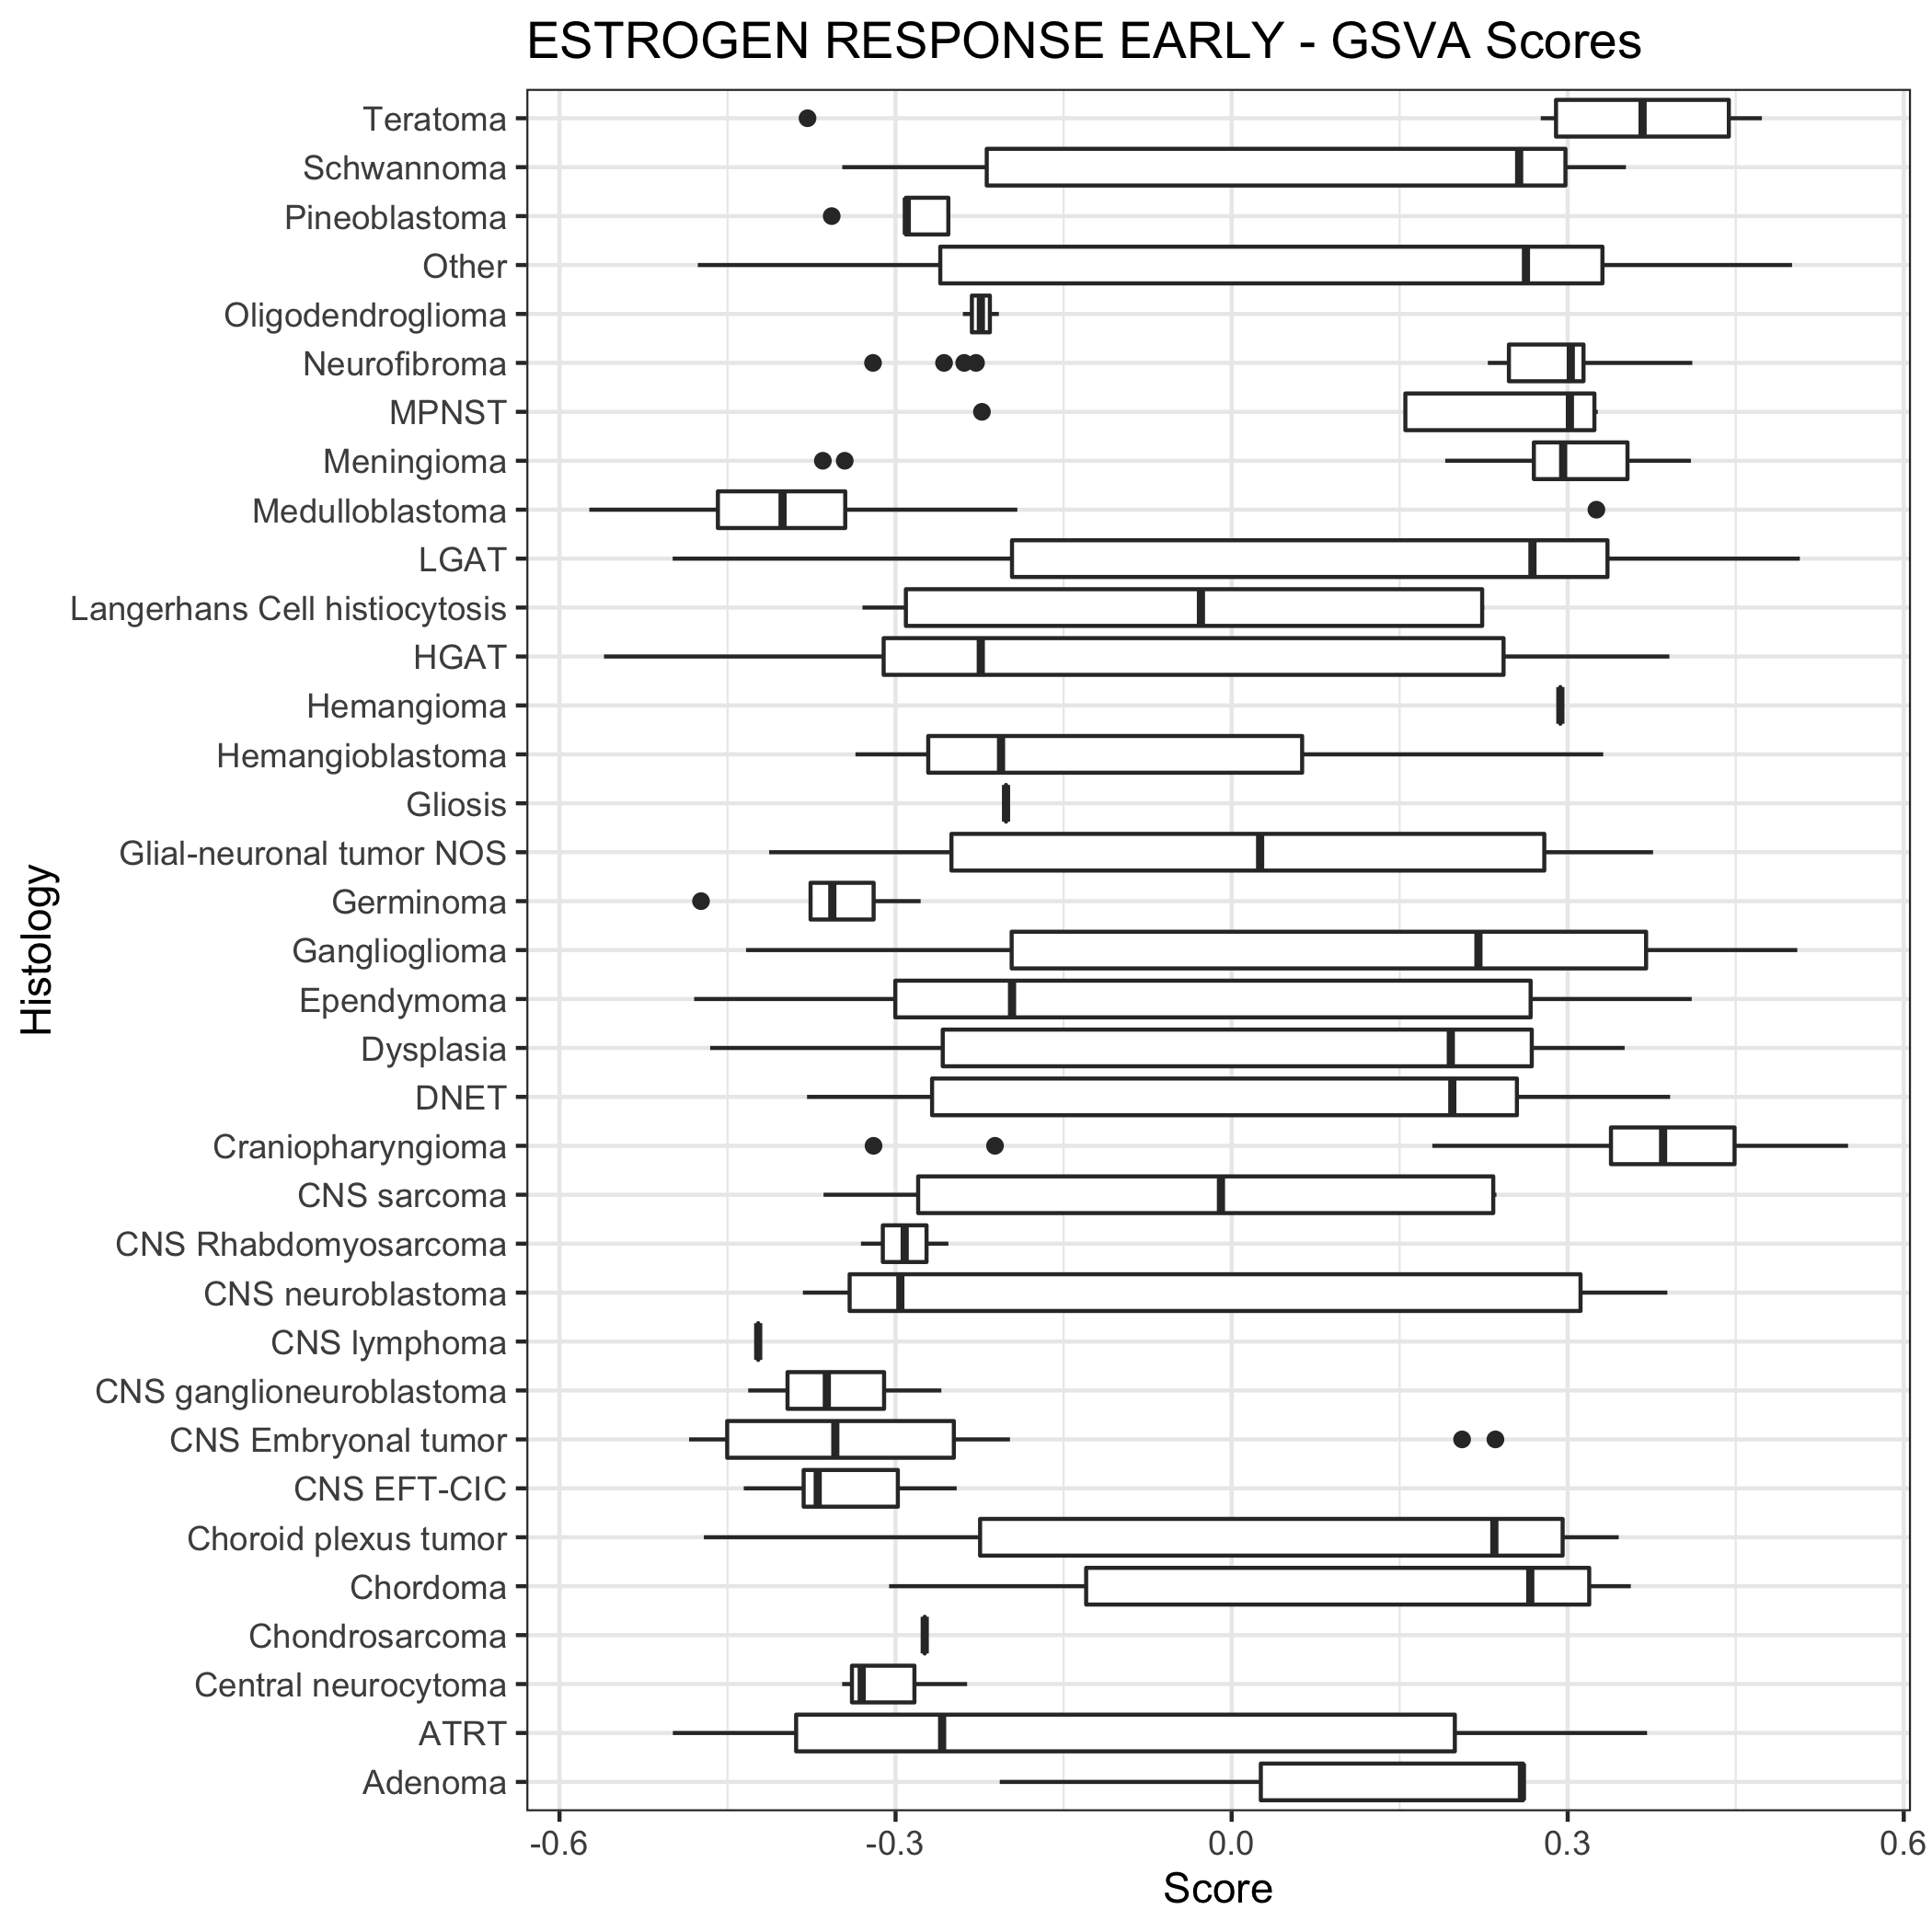 ESTROGEN RESPONSE EARLY - GSVA Scores
Teratoma
Schwannoma
Pineoblastoma
Other
Oligodendroglioma
Neurofibroma
MPNST
Meningioma
Medulloblastoma
LGAT
Langerhans Cell histiocytosis
HGAT
Hemangioma
Hemangioblastoma
Gliosis
Glial-neuronal tumor NOS
Germinoma
Ganglioglioma
Ependymoma
Dysplasia
DNET
Craniopharyngioma
CNS sarcoma
CNS Rhabdomyosarcoma
CNS neuroblastoma
CNS lymphoma
CNS ganglioneuroblastoma
CNS Embryonal tumor
CNS EFT-CIC
Choroid plexus tumor
Chordoma
Chondrosarcoma
Central neurocytoma
ATRT
Adenoma
Histology
-0.6 -0.3 0.0 0.3 0.6
Score